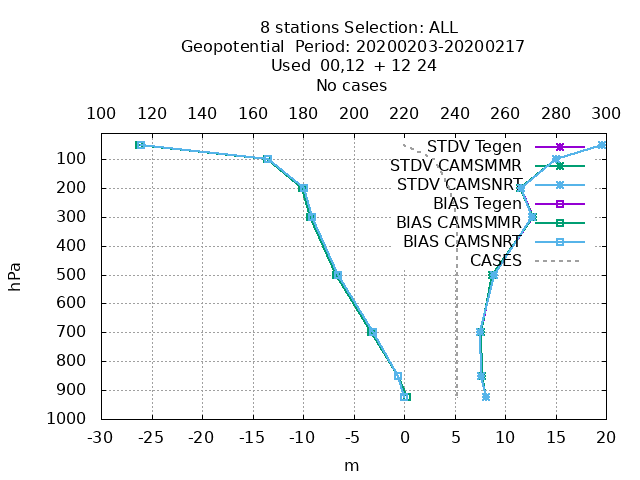 8 stations Selection: ALL
Geopotential  Period: 20200203-20200217
Used  00,12  + 12 24
No cases
100 120 140 160 180 200 220 240 260 280 300
STDV Tegen
STDV CAMSMMR
STDV CAMSNRT
BIAS Tegen
BIAS CAMSMMR
BIAS CAMSNRT
CASES
100
200
300
400
500
600
700
800
900
1000
hPa
-30 -25 -20 -15 -10 -5 0 5 10 15 20
m